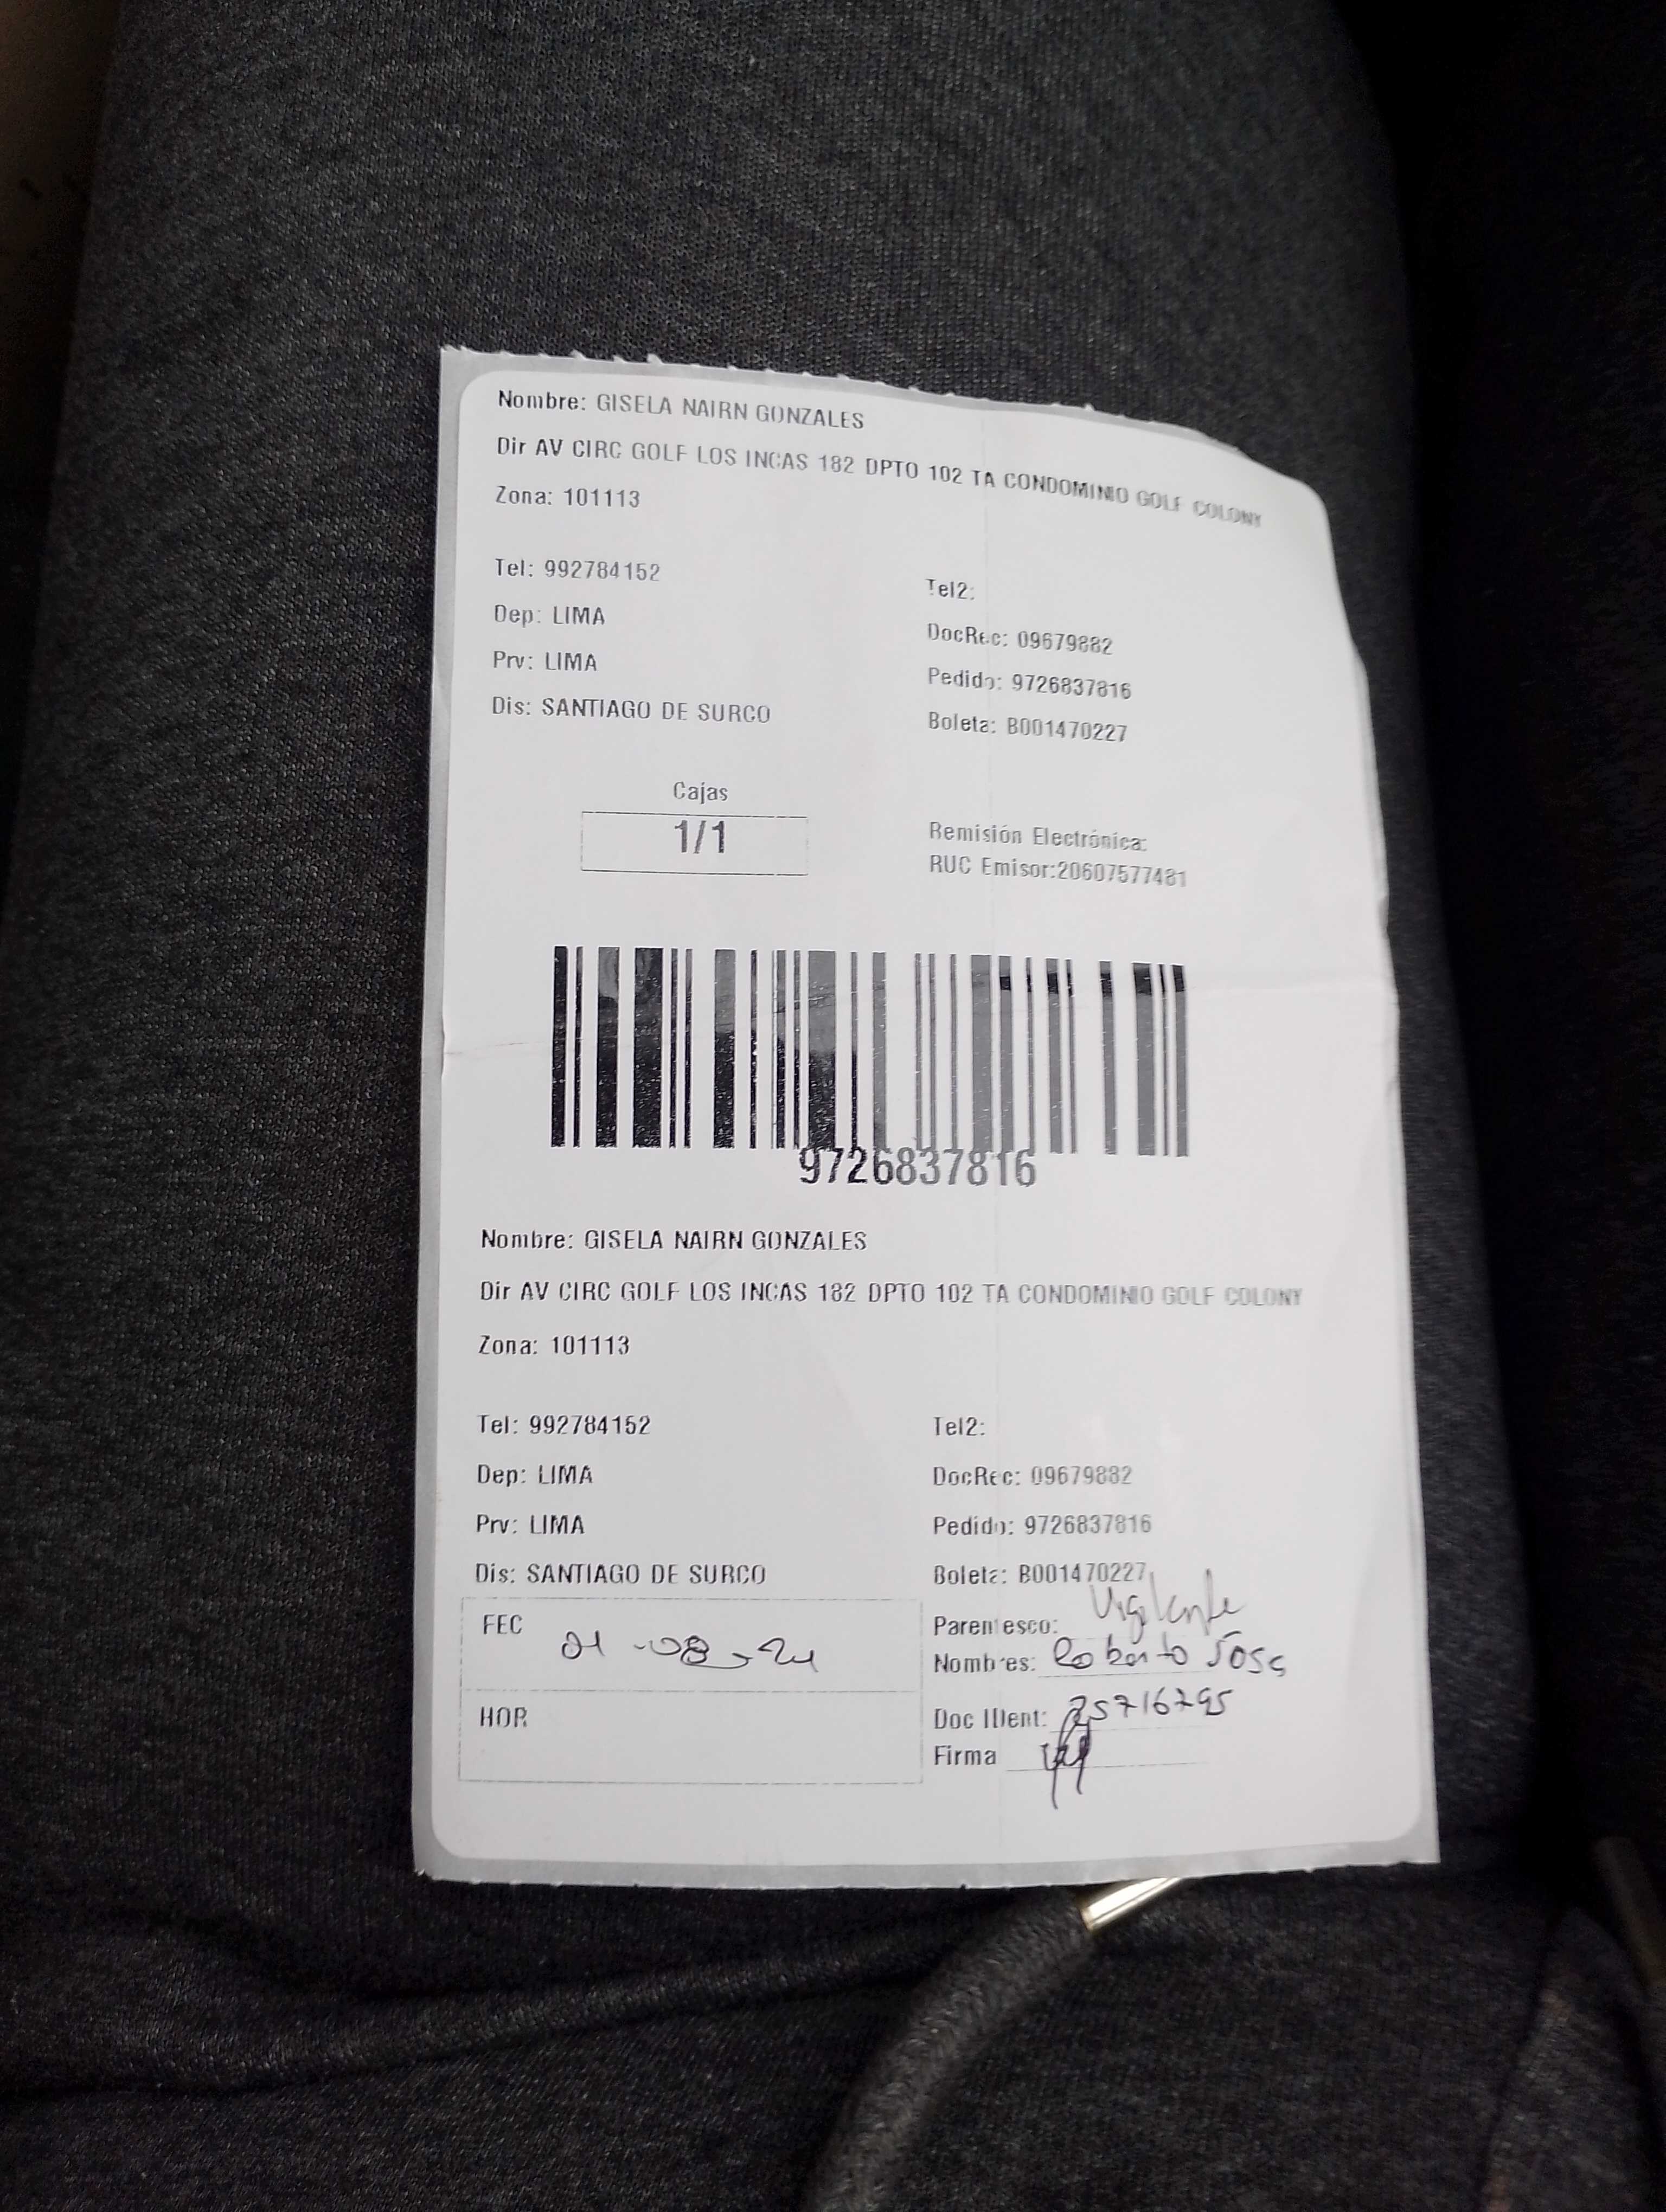 Nombre: GISELA NAIRN GONZALES
Dir AV CIRC GOLF LOS INCAS 182 DPTO 102 TA CONDOMINIO GOLF COLONY
Zona: 101113
Tel: 992784152
Tel2:
Dep: LIMA
DocRec: 09679882
Prv: LIMA
Pedido: 9726837816
Dis: SANTIAGO DE SURCO
Boleta: B001470227
Cajas
1/1
Remisión Electrónica:
RUC Emisor:20607577481
9726837816
Nombre: GISELA NAIRN GONZALES
Dir AV CIRC GOLF LOS INCAS 182 DPTO 102 TA CONDOMINIO GOLF COLONY
Zona: 101113
Tel: 992784152
Tel2:
Dep: LIMA
DocRec: 09679882
Prv: LIMA
Pedido: 9726837816
Dis: SANTIAGO DE SURCO
Boleta: B001470227
FEC
Parentesco: Vigilante
Nombres: Roberto José
HOR
Doc IDent: 25716795
Firma